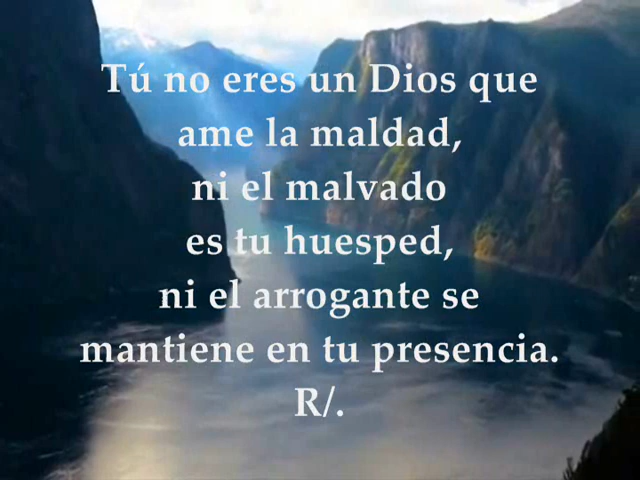 Tú no eres un Dios que
ame la maldad,
ni el malvado
es tu huesped,
ni el arrogante se
mantiene en tu presencia.
R/.